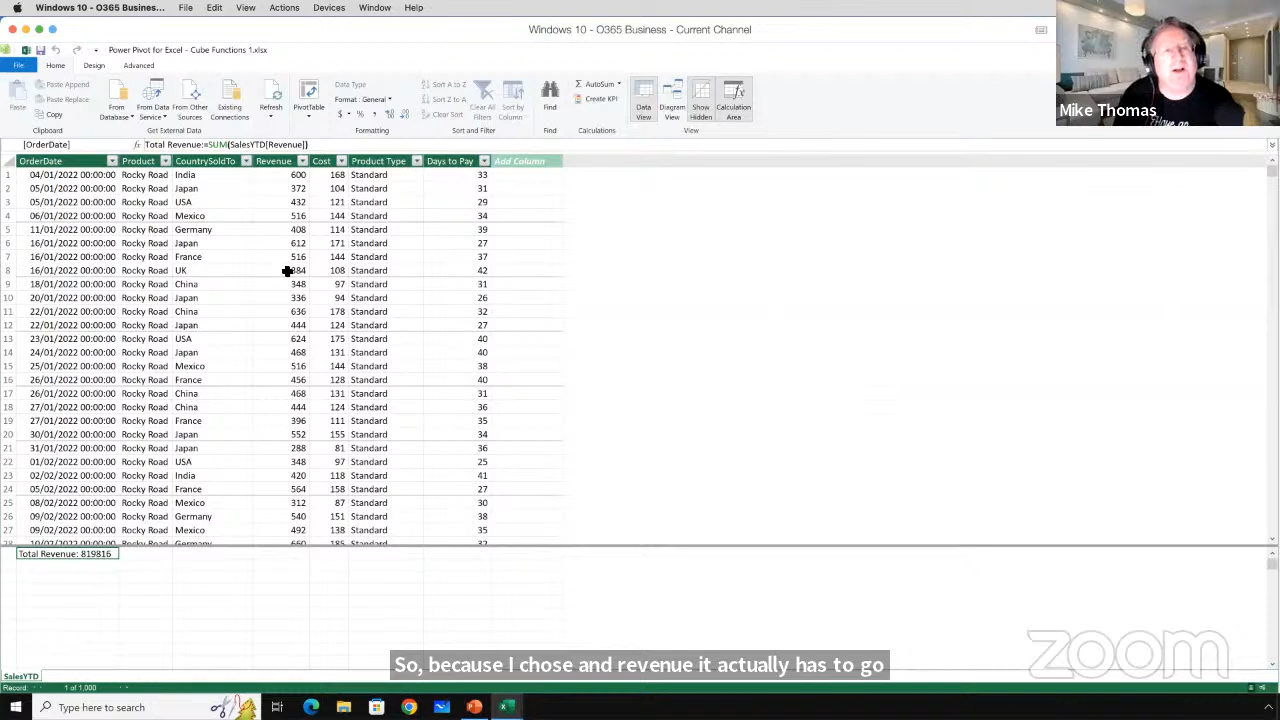 Windows 10 - O365 Busines... File Edit View Actions Devices Window Help
Windows 10 - O365 Business - Current Channel
Power Pivot for Excel - Cube Functions 1.xlsx
File Home Design Advanced
Paste
Paste Append
Paste Replace
Copy
Clipboard
From Database
From Data Service
From Other Sources
Existing Connections
Get External Data
Refresh
PivotTable
Data Type
Format : General
$ %
Formatting
Sort A to Z
Sort Z to A
Clear Sort
Clear All Filters
Sort by Column
Sort and Filter
Find
Find
AutoSum
Create KPI
Calculations
Data View
Diagram View
Show Hidden
Calculation Area
View
Mike Thomas
[OrderDate] fx Total Revenue:=SUM(SalesYTD[Revenue])
OrderDate Product CountrySoldTo Revenue Cost Product Type Days to Pay Add Column
1 04/01/2022 00:00:00 Rocky Road India 600 168 Standard 33
2 05/01/2022 00:00:00 Rocky Road Japan 372 104 Standard 31
3 05/01/2022 00:00:00 Rocky Road USA 432 121 Standard 29
4 06/01/2022 00:00:00 Rocky Road Mexico 516 144 Standard 34
5 11/01/2022 00:00:00 Rocky Road Germany 408 114 Standard 39
6 16/01/2022 00:00:00 Rocky Road Japan 612 171 Standard 27
7 16/01/2022 00:00:00 Rocky Road France 516 144 Standard 37
8 16/01/2022 00:00:00 Rocky Road UK 384 108 Standard 42
9 18/01/2022 00:00:00 Rocky Road China 348 97 Standard 31
10 20/01/2022 00:00:00 Rocky Road Japan 336 94 Standard 26
11 22/01/2022 00:00:00 Rocky Road China 636 178 Standard 32
12 22/01/2022 00:00:00 Rocky Road Japan 444 124 Standard 27
13 23/01/2022 00:00:00 Rocky Road USA 624 175 Standard 40
14 24/01/2022 00:00:00 Rocky Road Japan 468 131 Standard 40
15 25/01/2022 00:00:00 Rocky Road Mexico 516 144 Standard 38
16 26/01/2022 00:00:00 Rocky Road France 456 128 Standard 40
17 26/01/2022 00:00:00 Rocky Road China 468 131 Standard 31
18 27/01/2022 00:00:00 Rocky Road China 444 124 Standard 36
19 27/01/2022 00:00:00 Rocky Road France 396 111 Standard 35
20 30/01/2022 00:00:00 Rocky Road Japan 552 155 Standard 34
21 31/01/2022 00:00:00 Rocky Road Japan 288 81 Standard 36
22 01/02/2022 00:00:00 Rocky Road USA 348 97 Standard 25
23 02/02/2022 00:00:00 Rocky Road India 420 118 Standard 41
24 05/02/2022 00:00:00 Rocky Road France 564 158 Standard 27
25 08/02/2022 00:00:00 Rocky Road Mexico 312 87 Standard 30
26 09/02/2022 00:00:00 Rocky Road Germany 540 151 Standard 38
27 09/02/2022 00:00:00 Rocky Road Mexico 492 138 Standard 35
28 10/02/2022 00:00:00 Rocky Road Germany 660 185 Standard 32
Total Revenue: 819816
zoom
So, because I chose and revenue it actually has to go
SalesYTD
Record: 1 of 1,000
Type here to search